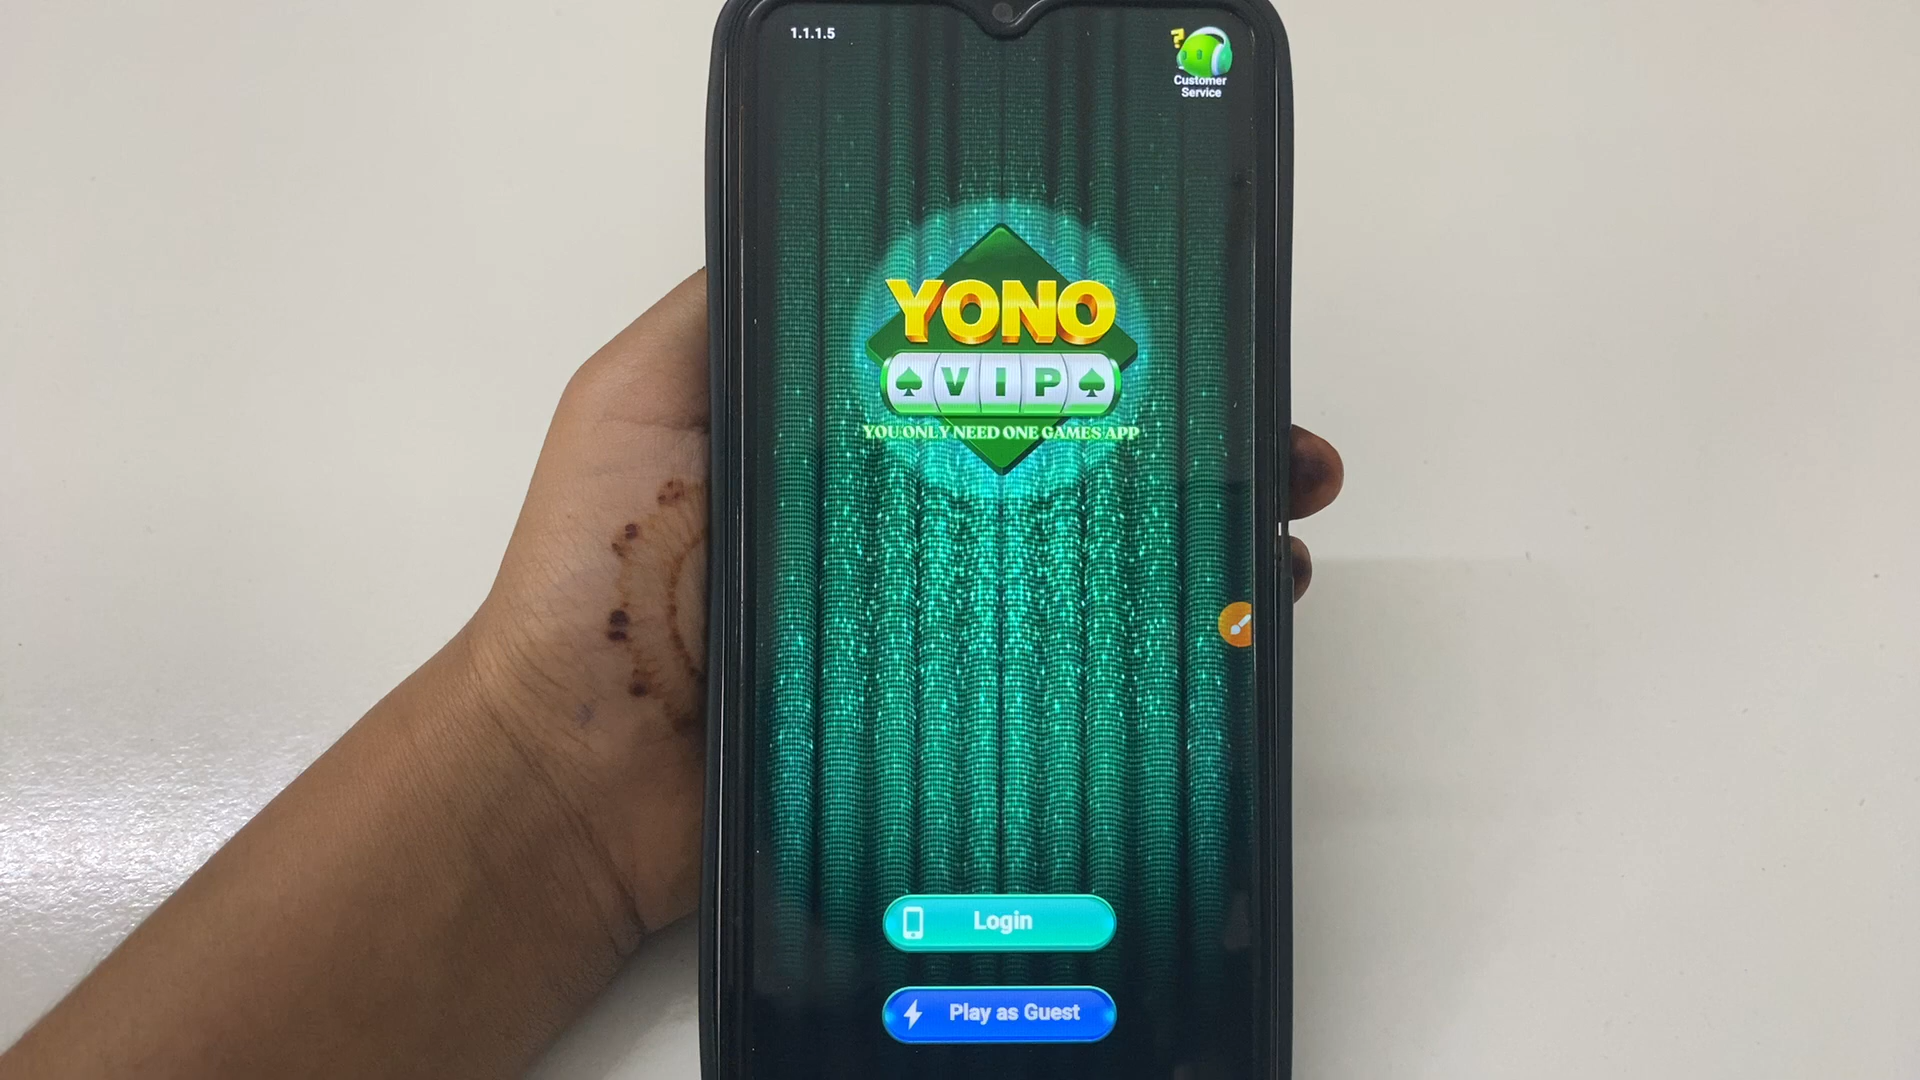 1.1.1.5
?
Customer
Service
YONO
VIP
YOU ONLY NEED ONE GAMES APP
Login
Play as Guest